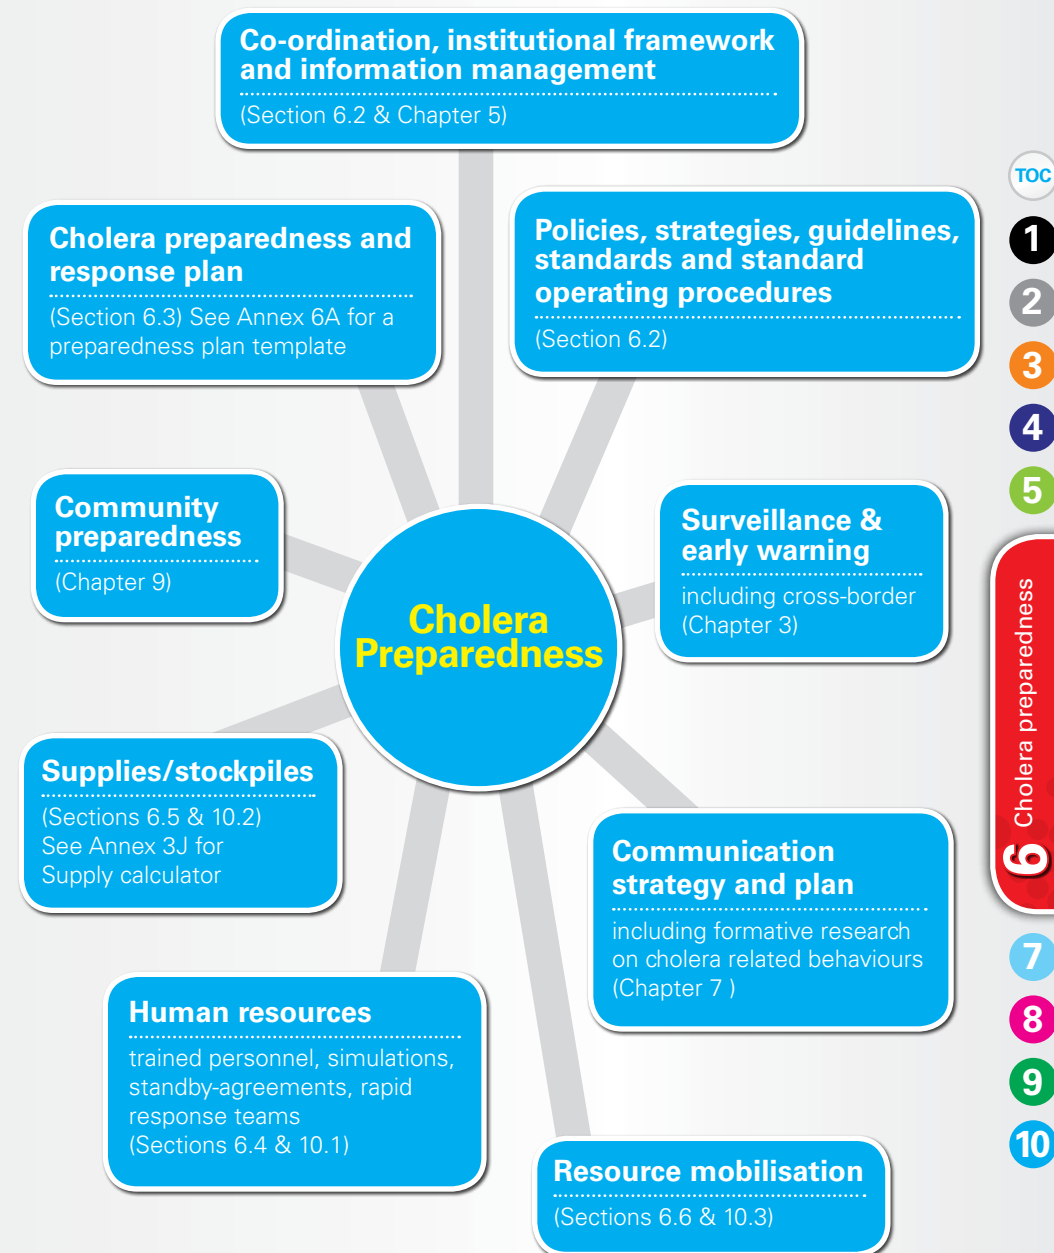 Co-ordination, institutional framework
and information management
(Section 6.2 & Chapter 5)
Cholera preparedness and
response plan
(Section 6.3) See Annex 6A for a
preparedness plan template
Policies, strategies, guidelines,
standards and standard
operating procedures
(Section 6.2)
Community
preparedness
(Chapter 9)
Cholera
Preparedness
Surveillance &
early warning
including cross-border
(Chapter 3)
Supplies/stockpiles
(Sections 6.5 & 10.2)
See Annex 3J for
Supply calculator
Communication
strategy and plan
including formative research
on cholera related behaviours
(Chapter 7 )
Human resources
trained personnel, simulations,
standby-agreements, rapid
response teams
(Sections 6.4 & 10.1)
Resource mobilisation
(Sections 6.6 & 10.3)
TOC
1
2
3
4
5
6 Cholera preparedness
7
8
9
10